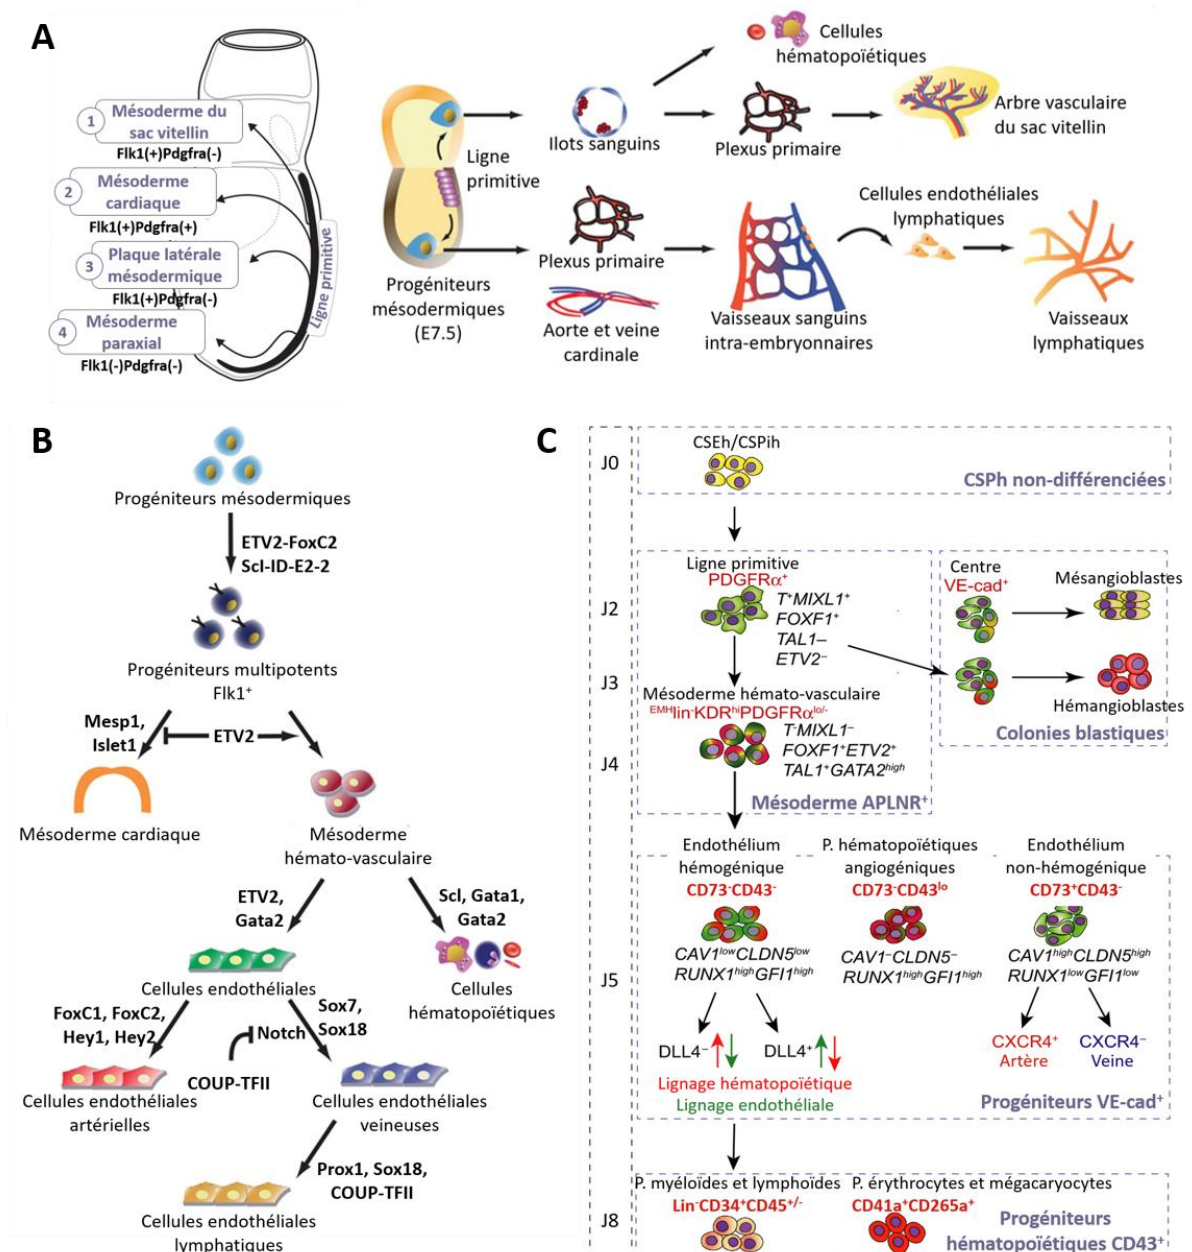 A
1
Mésoderme du
sac vitellin
Flk1(+)Pdgfra(-)
2
Mésoderme
cardiaque
Flk1(+)Pdgfra(+)
3
Plaque latérale
mésodermique
Flk1(+)Pdgfra(-)
4
Mésoderme
paraxial
Flk1(-)Pdgfra(-)
Ligne primitive
Ligne
primitive
Progéniteurs
mésodermiques
(E7.5)
Ilots sanguins
Cellules
hématopoïétiques
Plexus primaire
Arbre vasculaire
du sac vitellin
Plexus primaire
Aorte et veine
cardinale
Vaisseaux sanguins
intra-embryonnaires
Cellules endothéliales
lymphatiques
Vaisseaux
lymphatiques
B
Progéniteurs mésodermiques
ETV2-FoxC2
Scl-ID-E2-2
Progéniteurs multipotents
Flk1⁺
Mesp1,
Islet1
ETV2
Mésoderme cardiaque
Mésoderme
hémato-vasculaire
ETV2,
Gata2
Scl, Gata1,
Gata2
Cellules endothéliales
Cellules
hématopoïétiques
FoxC1, FoxC2,
Hey1, Hey2
Notch
Sox7,
Sox18
COUP-TFII
Cellules endothéliales
artérielles
Cellules endothéliales
veineuses
Prox1, Sox18,
COUP-TFII
Cellules endothéliales
lymphatiques
C
J0
CSEh/CSPih
CSPh non-différenciées
J2
Ligne primitive
PDGFRα⁺
T⁺MIXL1⁺
FOXF1⁺
TAL1–
ETV2⁻
Centre
VE-cad⁺
Mésangioblastes
Hémangioblastes
Colonies blastiques
J3
Mésoderme hémato-vasculaire
ᴱᴹᴴlin⁻KDRʰⁱPDGFRαˡᵒ/⁻
T⁻MIXL1⁻
FOXF1⁺ETV2⁺
TAL1⁺GATA2ʰⁱᵍʰ
J4
Mésoderme APLNR⁺
Endothélium
hémogénique
CD73⁻CD43⁻
CAV1ˡᵒʷCLDN5ˡᵒʷ
RUNX1ʰⁱᵍʰGFI1ʰⁱᵍʰ
P. hématopoïétiques
angiogéniques
CD73⁻CD43ˡᵒ
CAV1⁻CLDN5⁻
RUNX1ʰⁱᵍʰGFI1ʰⁱᵍʰ
Endothélium
non-hémogénique
CD73⁺CD43⁻
CAV1ʰⁱᵍʰCLDN5ʰⁱᵍʰ
RUNX1ˡᵒʷGFI1ˡᵒʷ
J5
DLL4⁻
DLL4⁺
Lignage hématopoïétique
Lignage endothéliale
CXCR4⁺
Artère
CXCR4⁻
Veine
Progéniteurs VE-cad⁺
J8
P. myéloïdes et lymphoïdes
Lin⁻CD34⁺CD45⁺/⁻
P. érythrocytes et mégacaryocytes
CD41a⁺CD265a⁺
Progéniteurs
hématopoïétiques CD43⁺